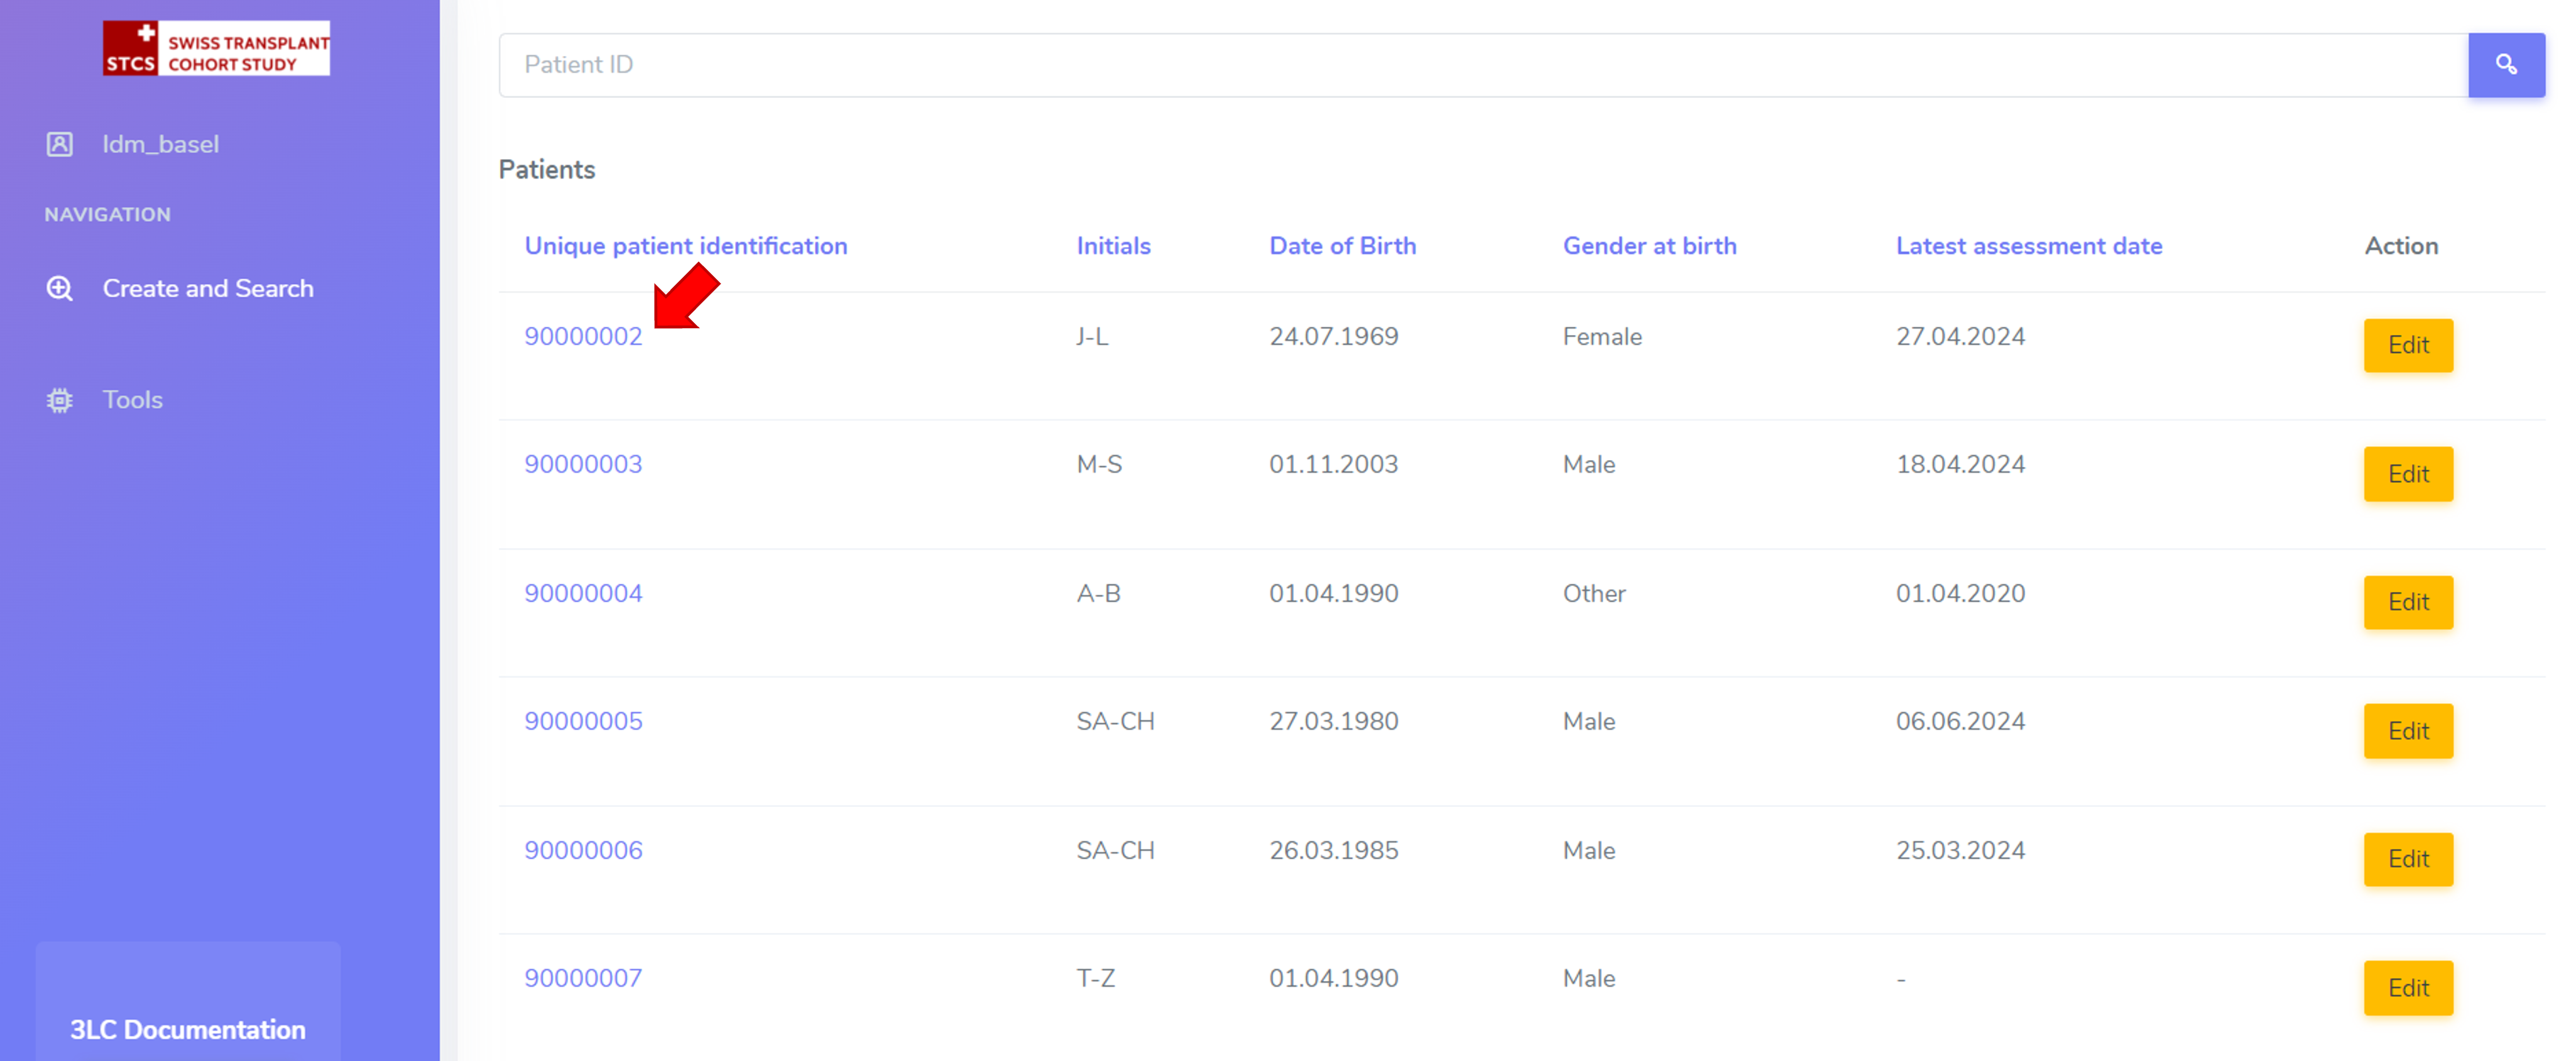 STCS SWISS TRANSPLANT COHORT STUDY
ldm_basel
NAVIGATION
Create and Search
Tools
3LC Documentation
Patient ID
Patients
Unique patient identification Initials Date of Birth Gender at birth Latest assessment date Action
90000002 J-L 24.07.1969 Female 27.04.2024 Edit
90000003 M-S 01.11.2003 Male 18.04.2024 Edit
90000004 A-B 01.04.1990 Other 01.04.2020 Edit
90000005 SA-CH 27.03.1980 Male 06.06.2024 Edit
90000006 SA-CH 26.03.1985 Male 25.03.2024 Edit
90000007 T-Z 01.04.1990 Male - Edit